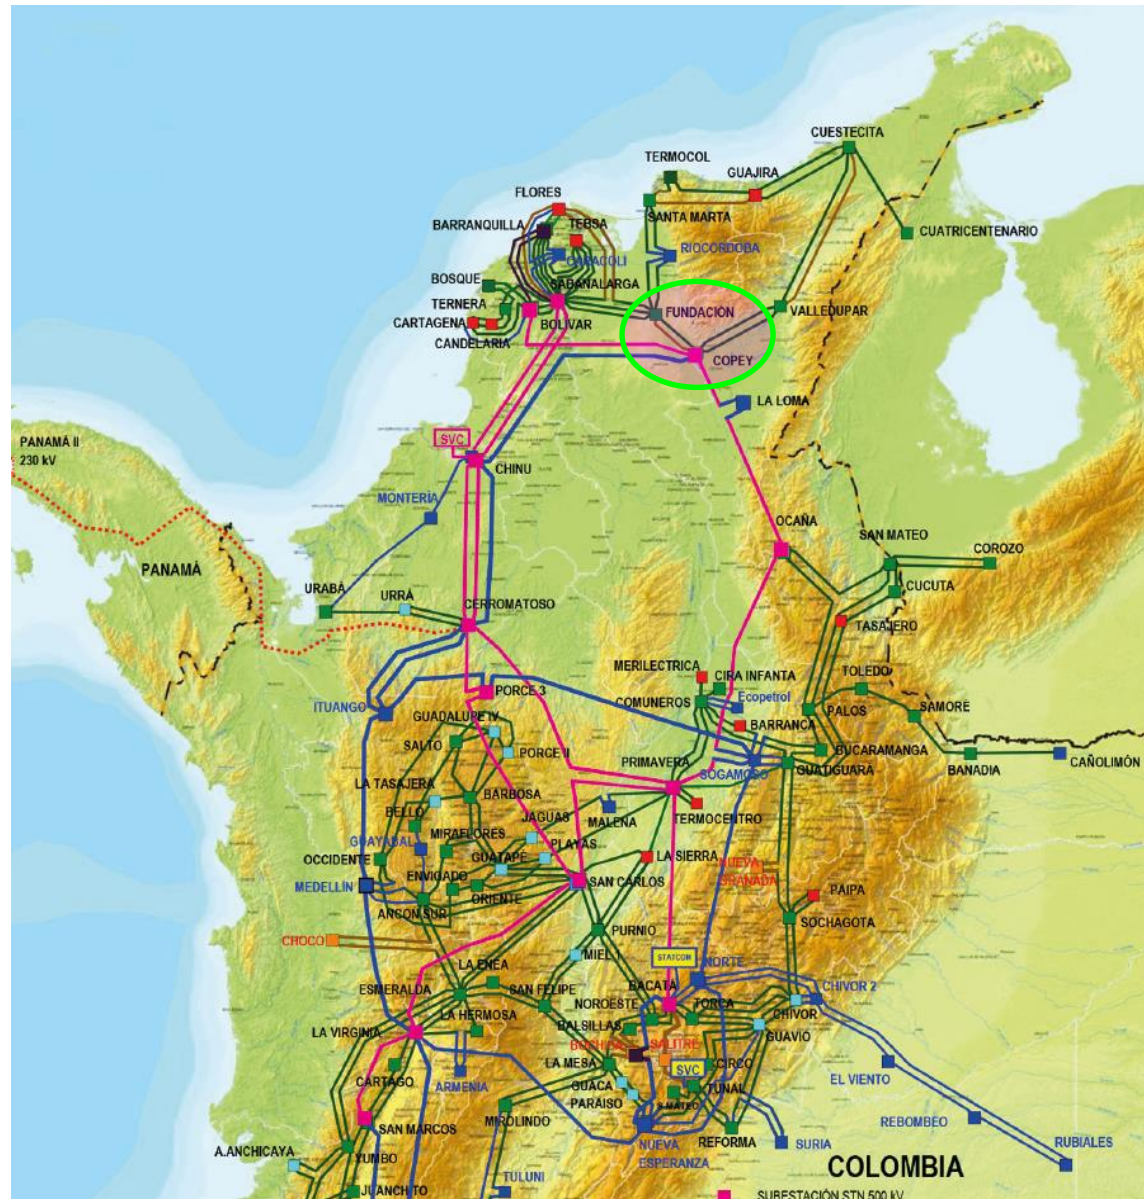 CUESTECITA
TERMOCOL
GUAJIRA
FLORES
SANTA MARTA
BARRANQUILLA
TEBSA
CUATRICENTENARIO
CARACOLÍ
RIOCORDOBA
BOSQUE
SABANALARGA
TERNERA
FUNDACIÓN
VALLEDUPAR
CARTAGENA
BOLIVAR
CANDELARIA
COPEY
LA LOMA
PANAMÁ II
230 kV
SVC
CHINU
MONTERÍA
OCAÑA
SAN MATEO
COROZO
PANAMÁ
URABÁ
URRÁ
CERROMATOSO
CUCUTA
TASAJERO
MERILECTRICA
CIRA INFANTA
TOLEDO
PORCE 3
COMUNEROS
Ecopetrol
ITUANGO
GUADALUPE IV
PALOS
SAMORÉ
BARRANCA
SALTO
PORCE II
BUCARAMANGA
PRIMAVERA
SOGAMOSO
GUATIGUARÁ
BANADIA
CAÑOLIMÓN
LA TASAJERA
BARBOSA
BELLO
JAGUAS
MALENA
TERMOCENTRO
MIRAFLORES
PLAYAS
GUAYABAL
OCCIDENTE
GUATAPÉ
LA SIERRA
NUEVA
GRANADA
MEDELLÍN
ENVIGADO
ORIENTE
SAN CARLOS
PAIPA
ANCON SUR
SOCHAGOTA
PURNIO
CHOCO
MIEL I
STATCOM
NORTE
LA ENEA
BACATÁ
ESMERALDA
SAN FELIPE
NOROESTE
TORCA
CHIVOR 2
CHIVOR
LA HERMOSA
BALSILLAS
LA VIRGINIA
GUAVIO
SALITRE
LA MESA
CIRCO
SVC
CARTAGO
ARMENIA
GUACA
TUNAL
EL VIENTO
PARAISO
S.MATEO
MIROLINDO
SAN MARCOS
REBOMBEO
NUEVA
ESPERANZA
REFORMA
SURIA
RUBIALES
A.ANCHICAYA
YUMBO
TULUNI
COLOMBIA
JUANCHITO
SUBESTACIÓN STN 500 kV